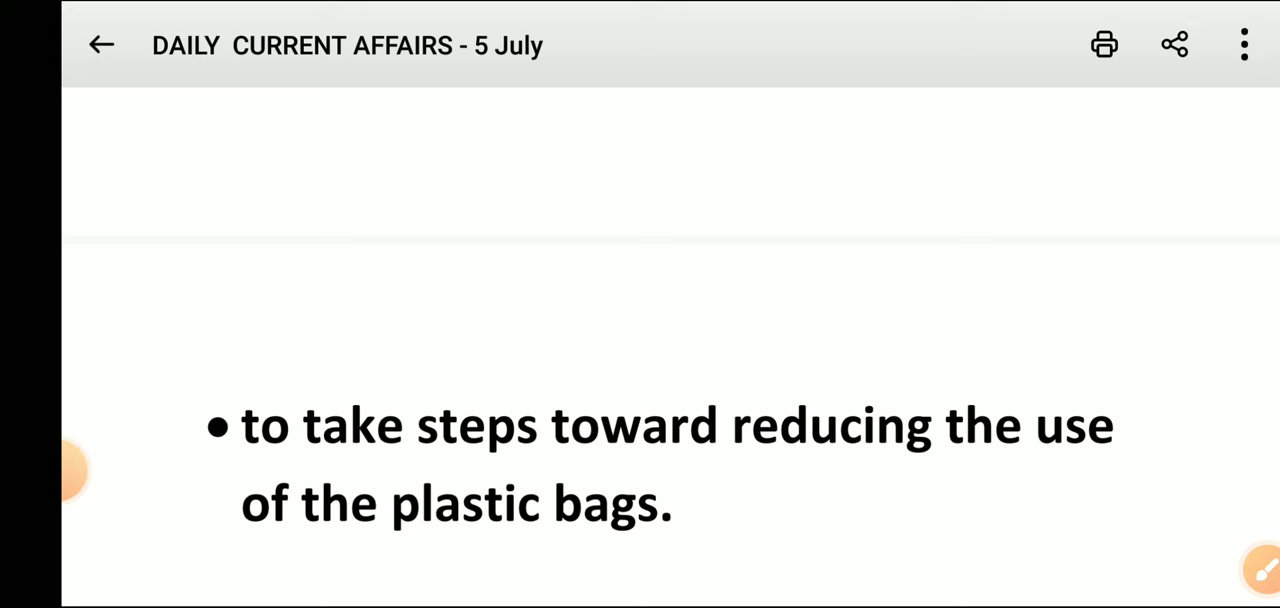 DAILY  CURRENT AFFAIRS - 5 July
• to take steps toward reducing the use
of the plastic bags.